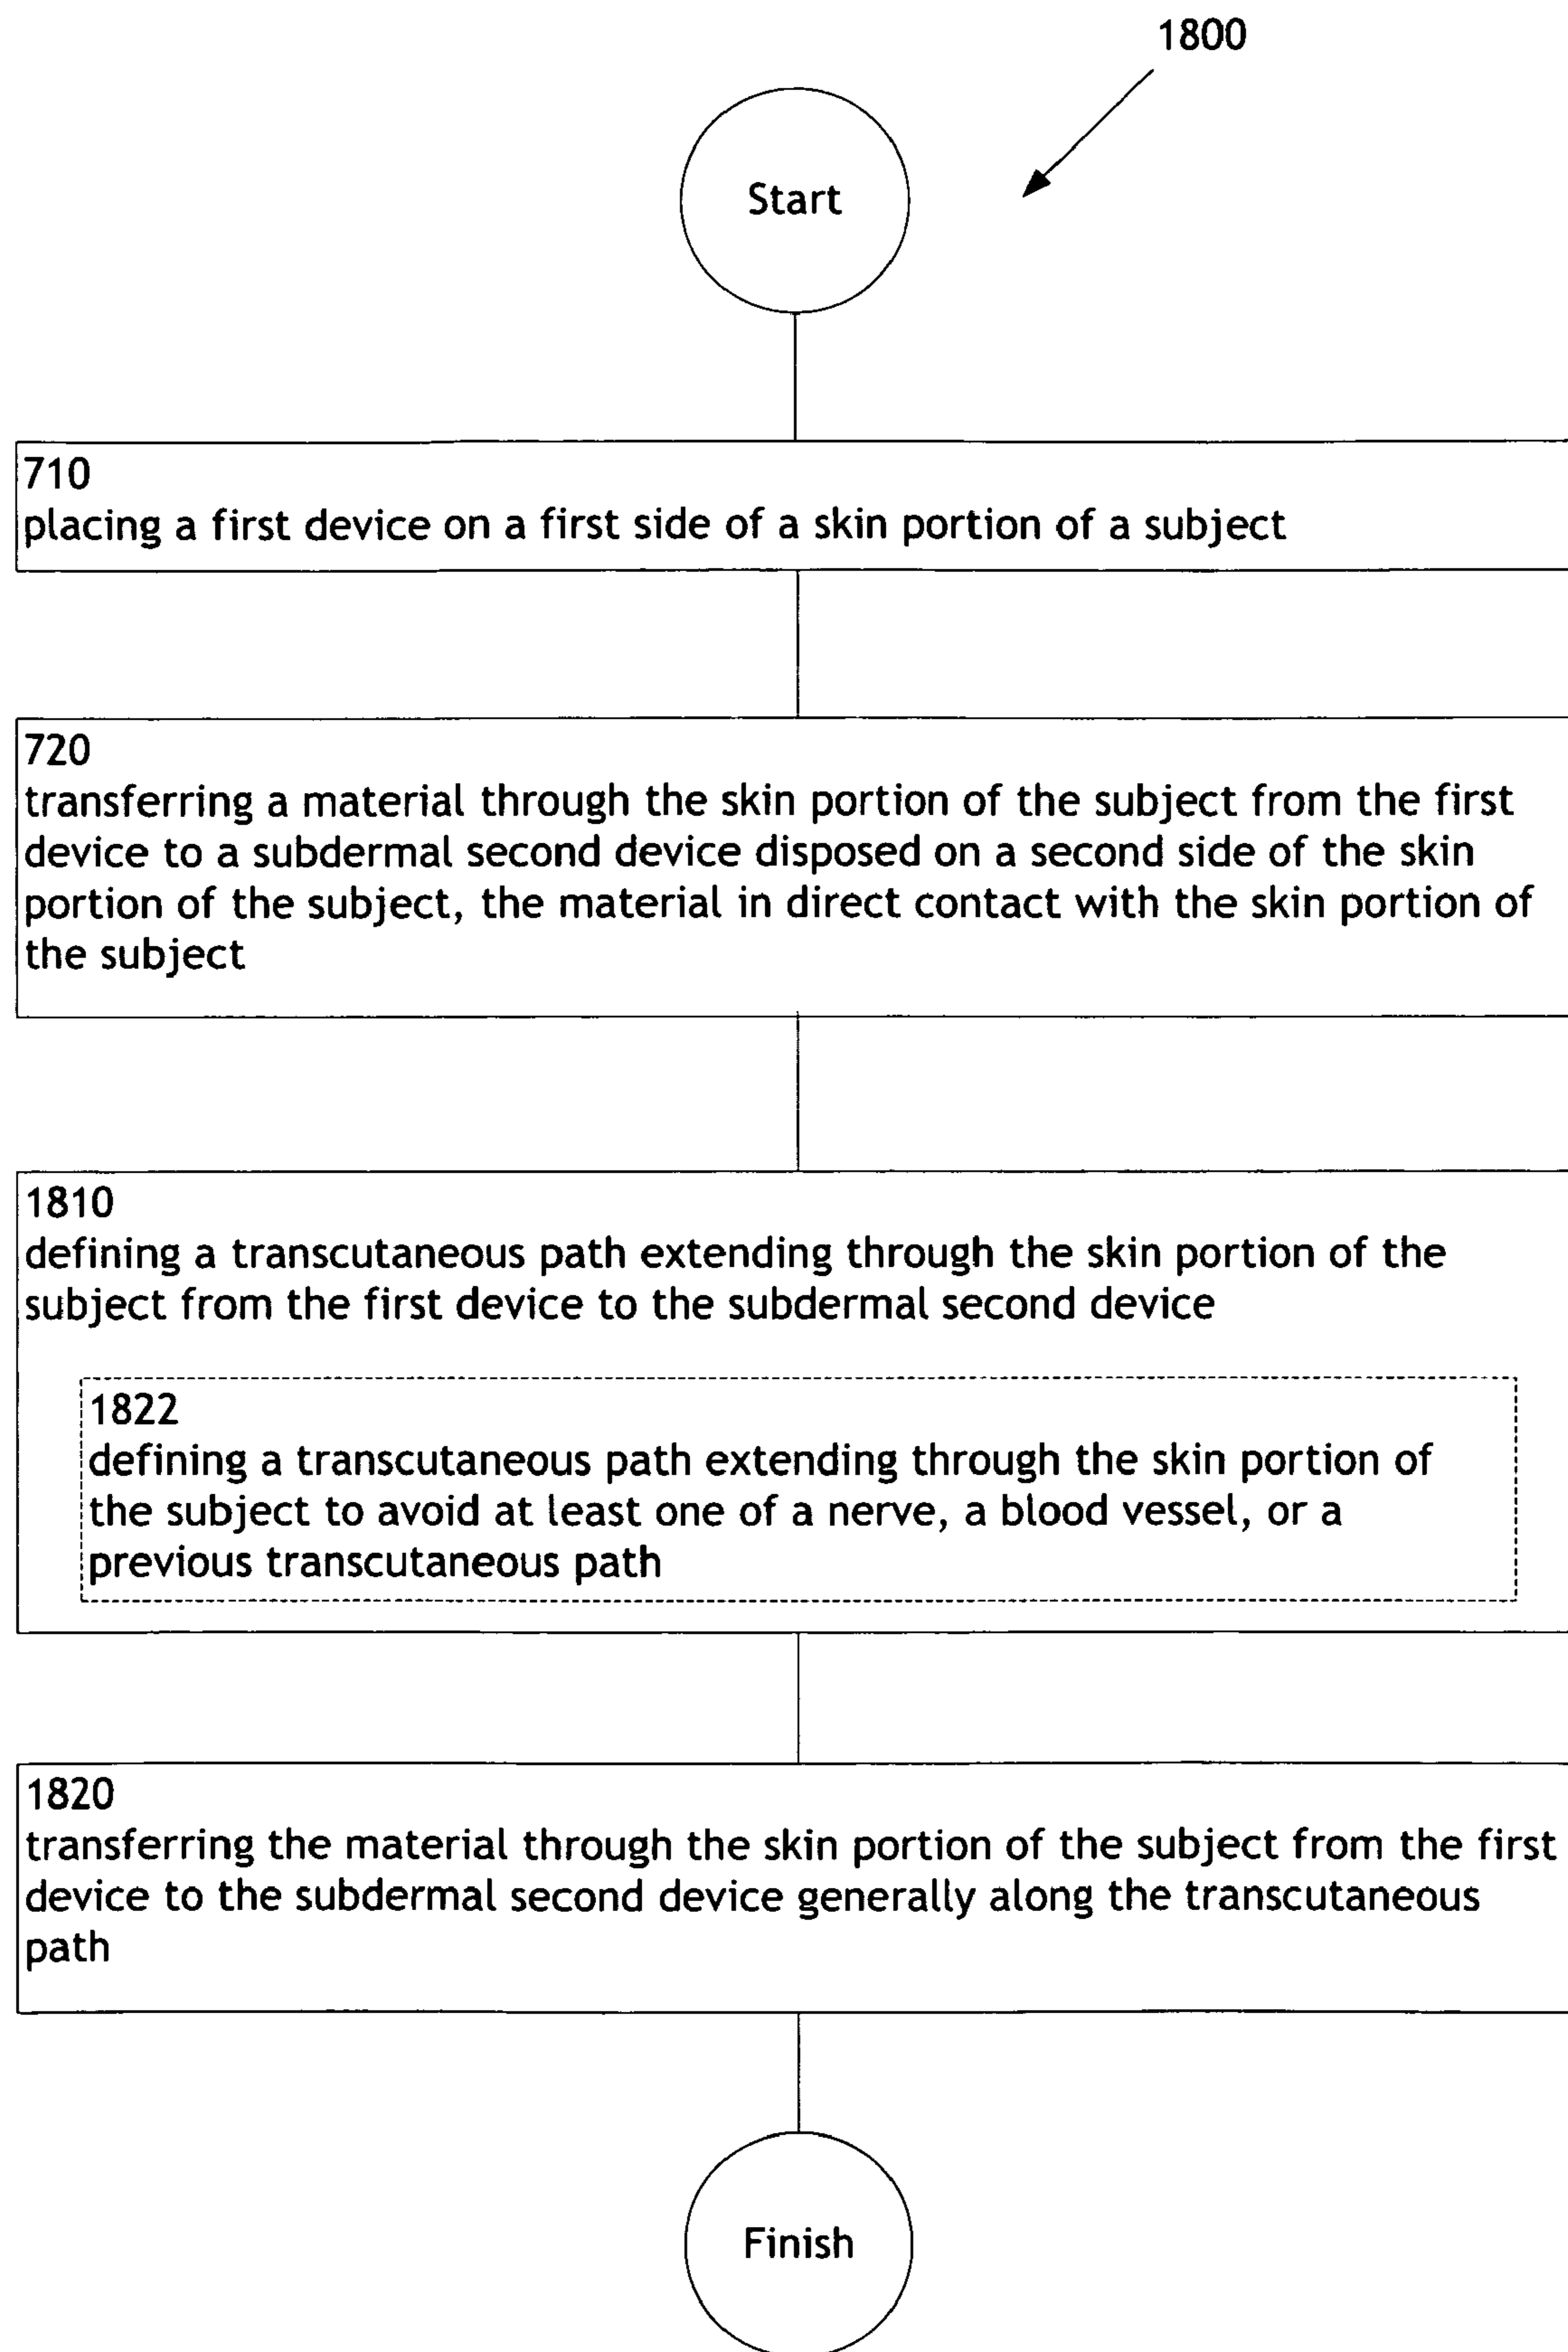 1800
Start
710
placing a first device on a first side of a skin portion of a subject
720
transferring a material through the skin portion of the subject from the first
device to a subdermal second device disposed on a second side of the skin
portion of the subject, the material in direct contact with the skin portion of
the subject
1810
defining a transcutaneous path extending through the skin portion of the
subject from the first device to the subdermal second device
1822
defining a transcutaneous path extending through the skin portion of
the subject to avoid at least one of a nerve, a blood vessel, or a
previous transcutaneous path
1820
transferring the material through the skin portion of the subject from the first
device to the subdermal second device generally along the transcutaneous
path
Finish